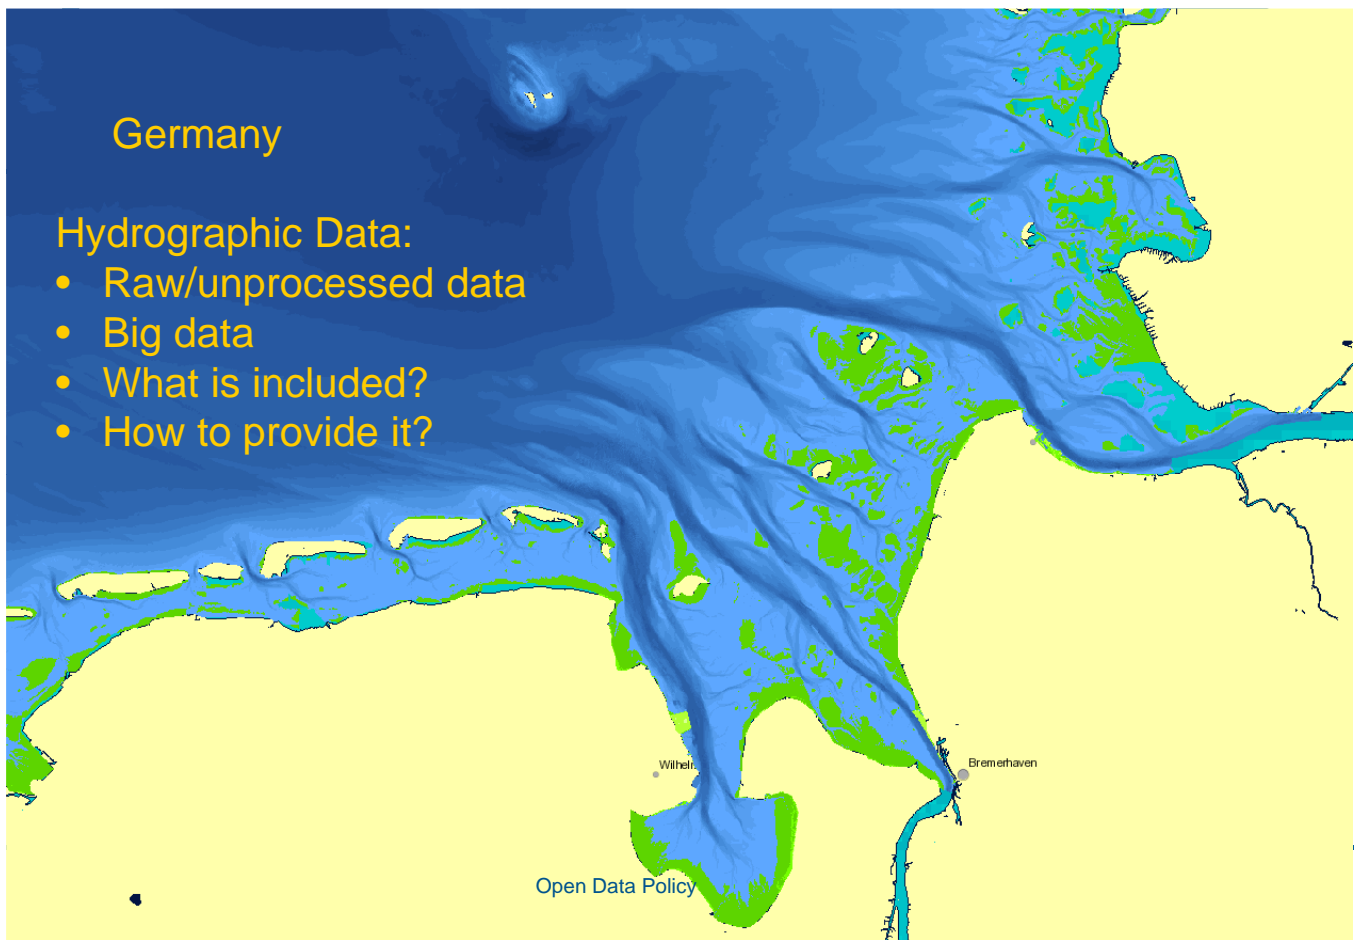 Germany
Hydrographic Data:
• Raw/unprocessed data
• Big data
• What is included?
• How to provide it?
Wilhelm
Bremerhaven
Open Data Policy